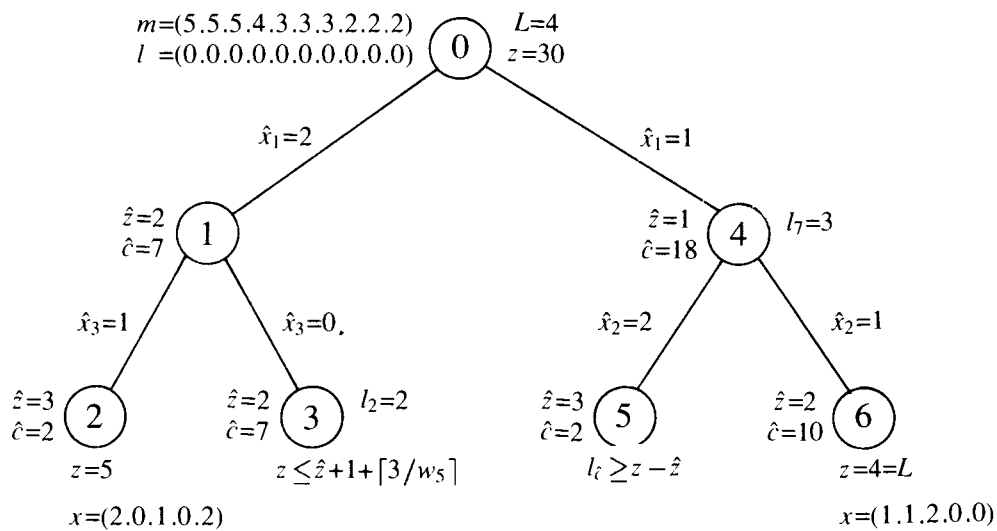 m=(5.5.5.4.3.3.3.2.2.2)
l =(0.0.0.0.0.0.0.0.0.0)
0
L=4
z=30
x̂₁=2
x̂₁=1
ẑ=2
ĉ=7
1
ẑ=1
ĉ=18
4
l₇=3
x̂₃=1
x̂₃=0.
x̂₂=2
x̂₂=1
ẑ=3
ĉ=2
2
ẑ=2
ĉ=7
3
l₂=2
ẑ=3
ĉ=2
5
ẑ=2
ĉ=10
6
z=5
z ≤ ẑ+1+⌈3/w₅⌉
l_ĉ ≥ z − ẑ
z=4=L
x=(2.0.1.0.2)
x=(1.1.2.0.0)